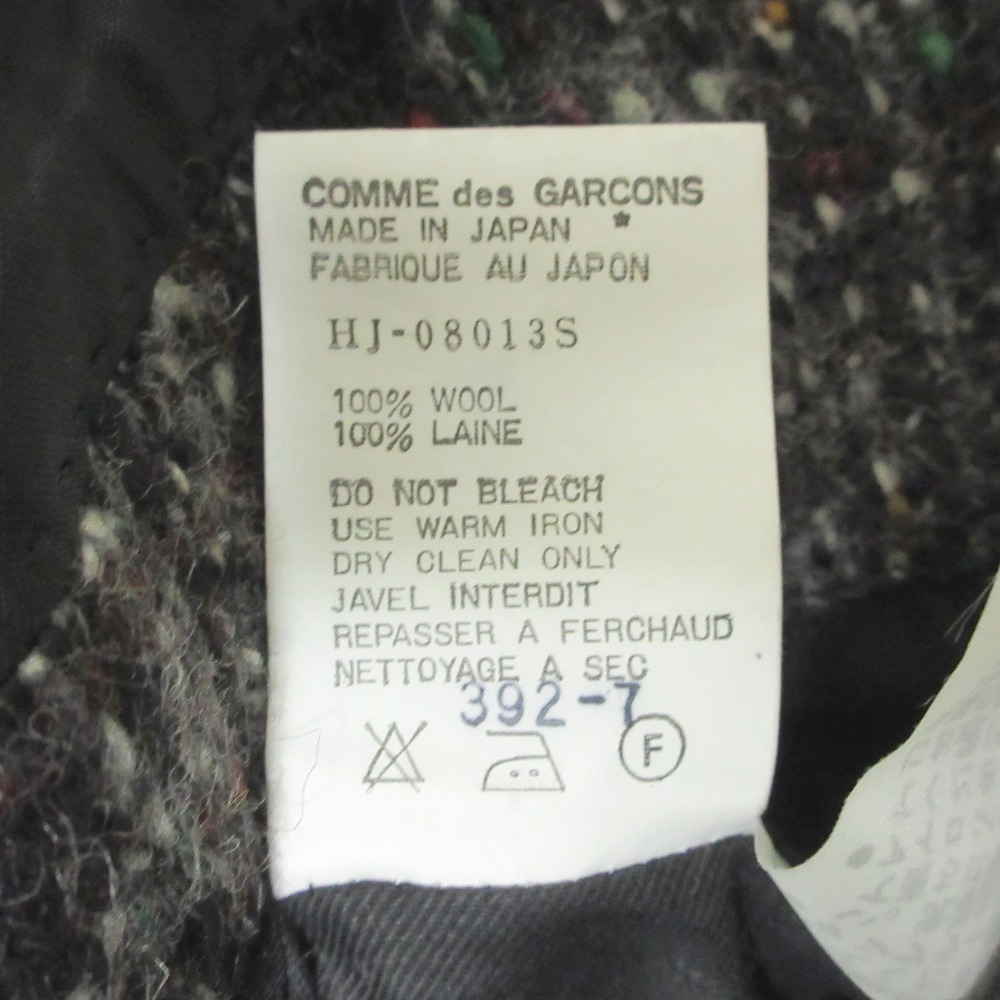 COMME des GARCONS
MADE IN JAPAN *
FABRIQUE AU JAPON
HJ-08013S
100% WOOL
100% LAINE
DO NOT BLEACH
USE WARM IRON
DRY CLEAN ONLY
JAVEL INTERDIT
REPASSER A FERCHAUD
NETTOYAGE A SEC
392-7
F